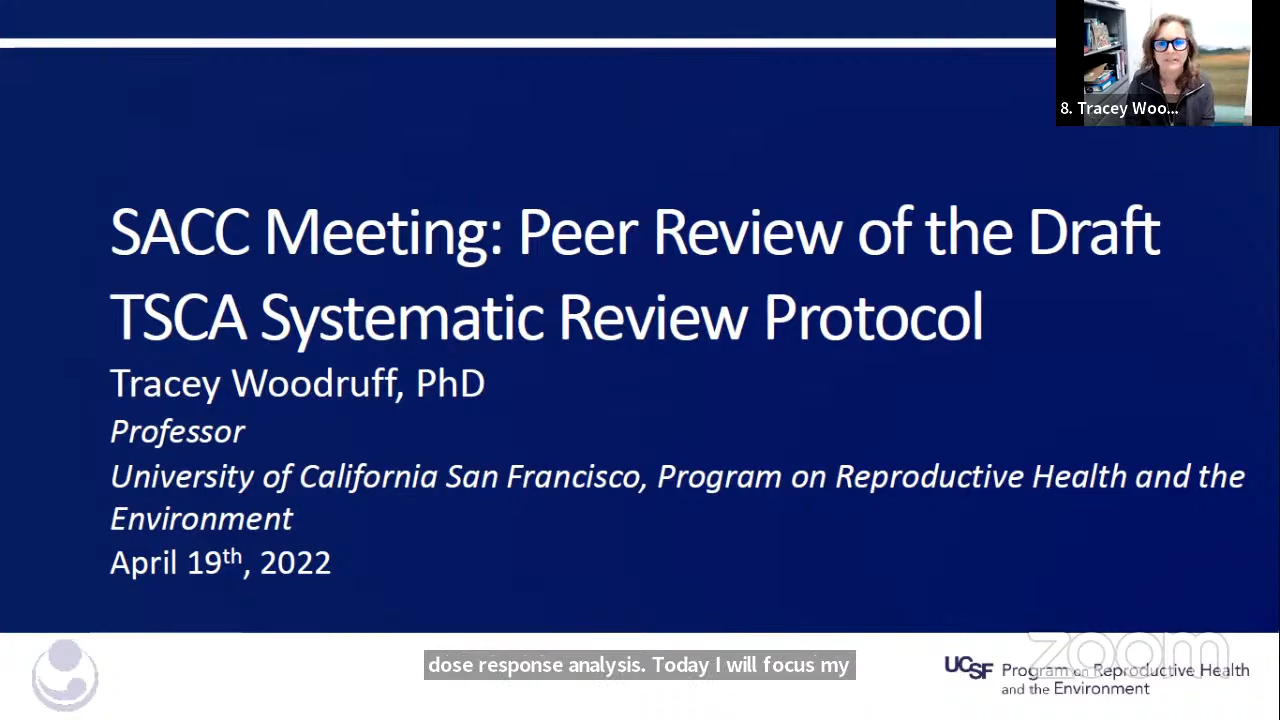 8. Tracey Woo...
SACC Meeting: Peer Review of the Draft
TSCA Systematic Review Protocol
Tracey Woodruff, PhD
Professor
University of California San Francisco, Program on Reproductive Health and the
Environment
April 19th, 2022
dose response analysis. Today I will focus my
zoom
UCSF Program on Reproductive Health
and the Environment